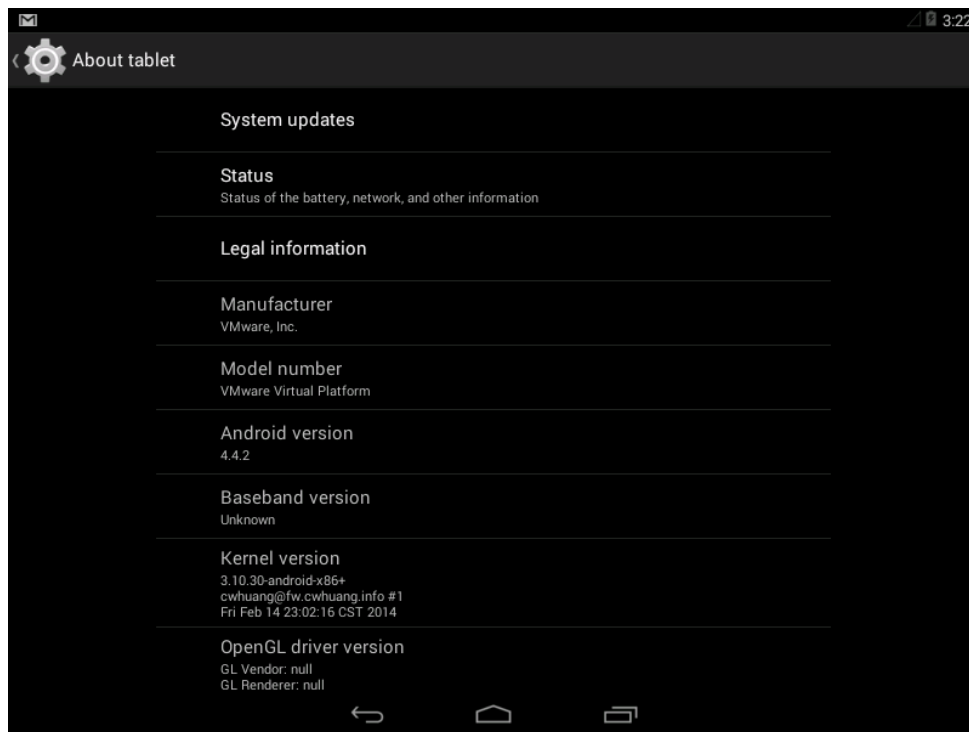 3:22
About tablet
System updates
Status
Status of the battery, network, and other information
Legal information
Manufacturer
VMware, Inc.
Model number
VMware Virtual Platform
Android version
4.4.2
Baseband version
Unknown
Kernel version
3.10.30-android-x86+
cwhuang@fw.cwhuang.info #1
Fri Feb 14 23:02:16 CST 2014
OpenGL driver version
GL Vendor: null
GL Renderer: null